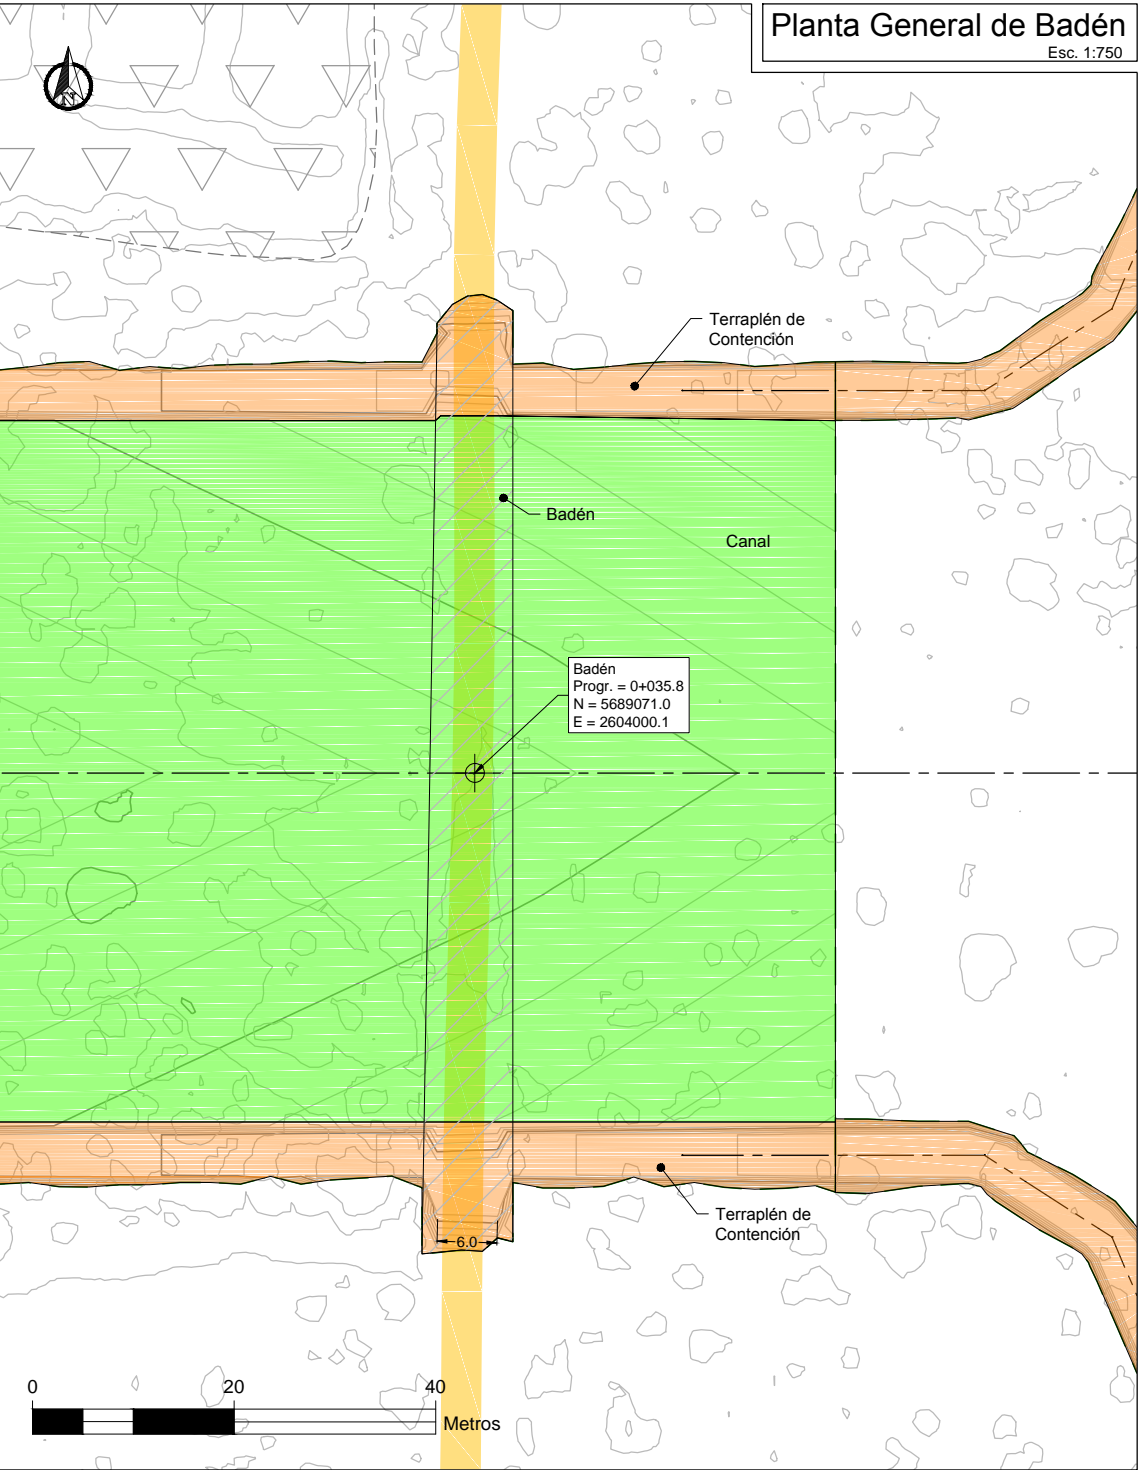 Planta General de Badén
Esc. 1:750
N
Terraplén de
Contención
Badén
Canal
Badén
Progr. = 0+035.8
N = 5689071.0
E = 2604000.1
Terraplén de
Contención
6.0
0 20 40
Metros